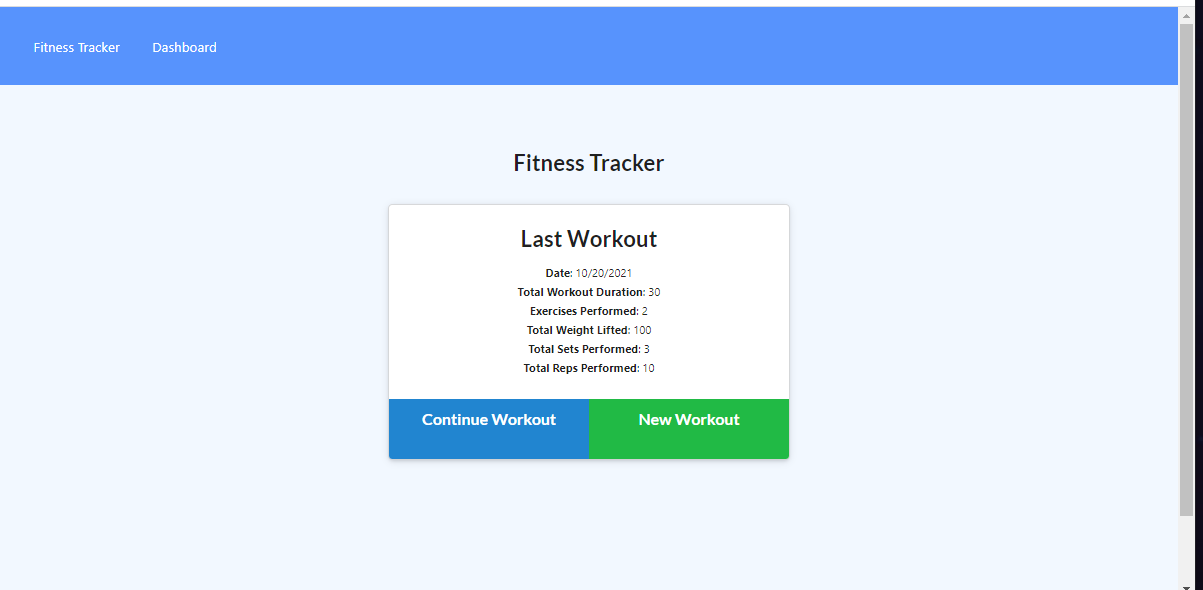 Fitness Tracker Dashboard
Fitness Tracker
Last Workout
Date: 10/20/2021
Total Workout Duration: 30
Exercises Performed: 2
Total Weight Lifted: 100
Total Sets Performed: 3
Total Reps Performed: 10
Continue Workout New Workout